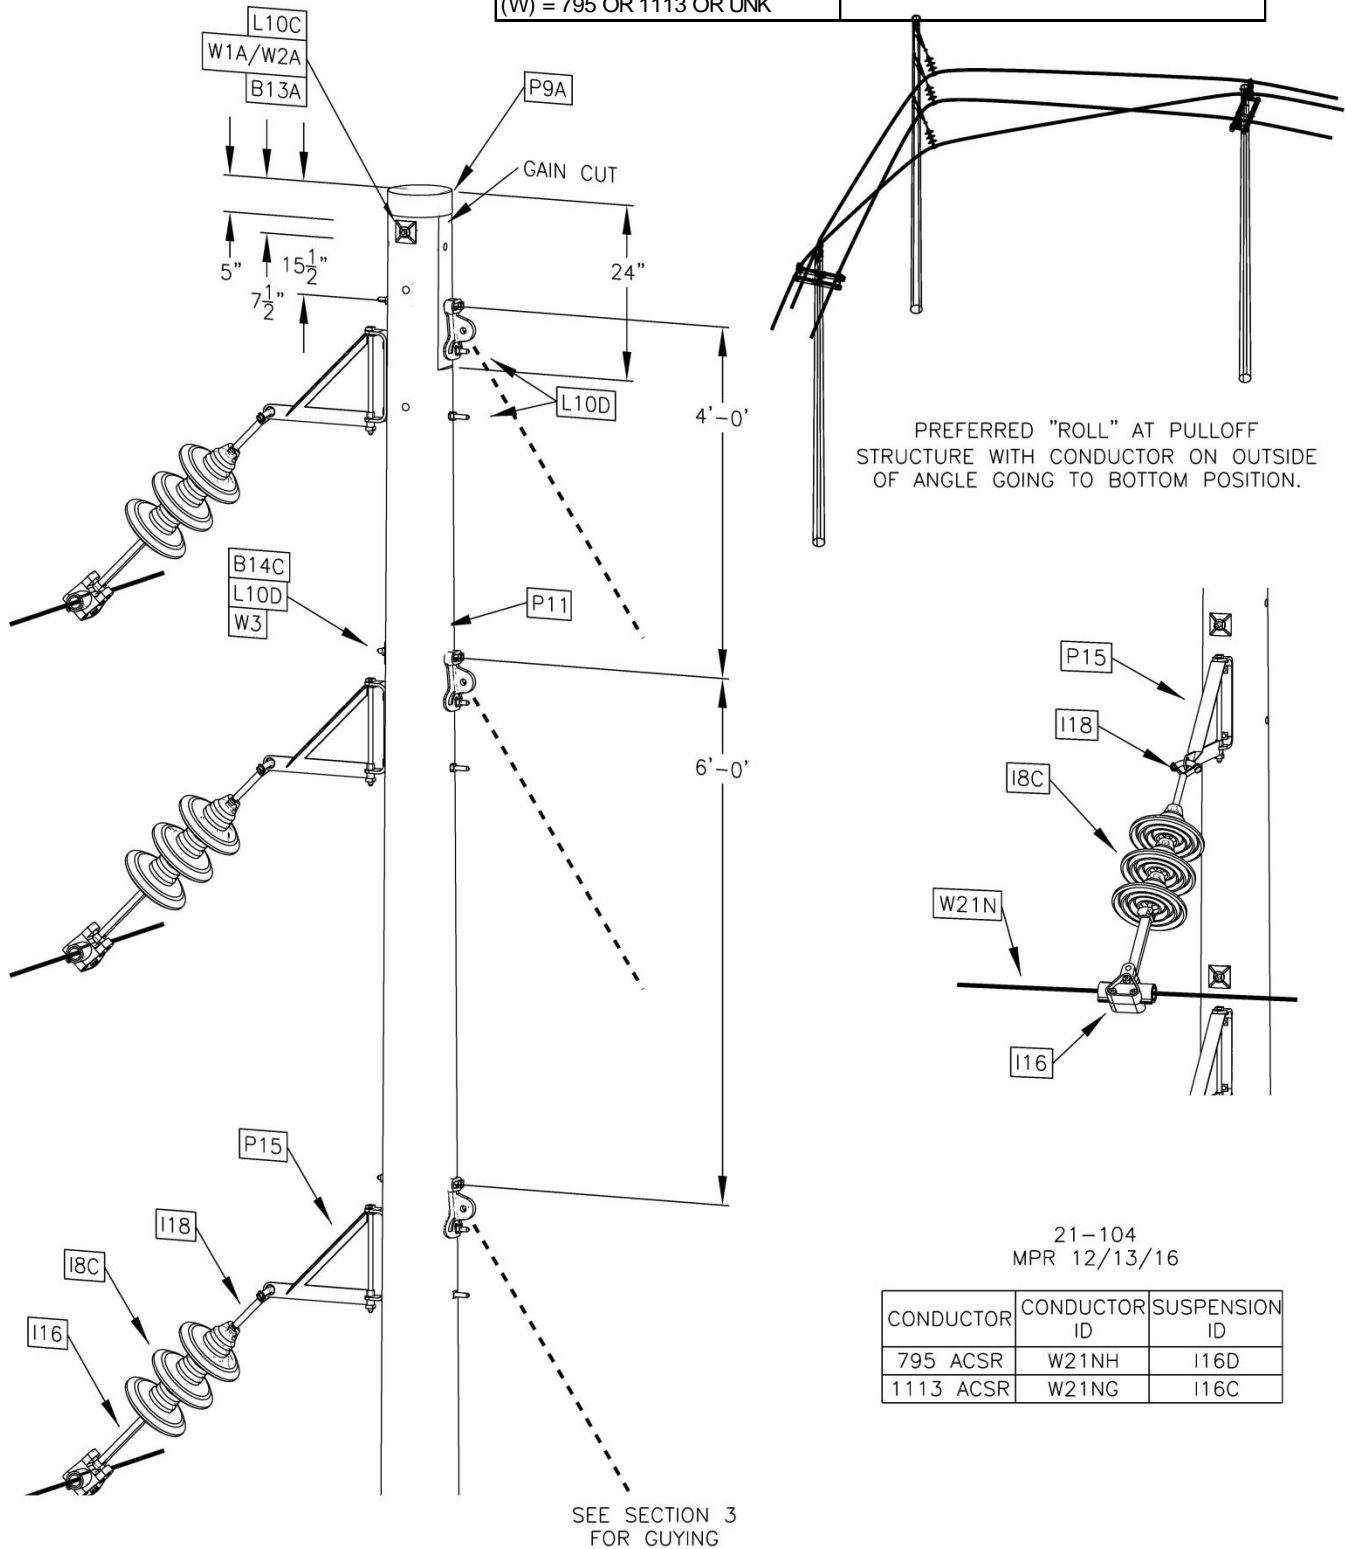 (W) = 795 OR 1113 OR UNK
L10C
W1A/W2A
B13A
P9A
GAIN CUT
5"
7 1/2"
15 1/2"
24"
L10D
4'-0'
PREFERRED "ROLL" AT PULLOFF
STRUCTURE WITH CONDUCTOR ON OUTSIDE
OF ANGLE GOING TO BOTTOM POSITION.
B14C
L10D
W3
P11
6'-0'
P15
I18
I8C
W21N
I16
P15
I18
I8C
I16
21-104
MPR 12/13/16
CONDUCTOR CONDUCTOR ID SUSPENSION ID
795 ACSR W21NH I16D
1113 ACSR W21NG I16C
SEE SECTION 3
FOR GUYING